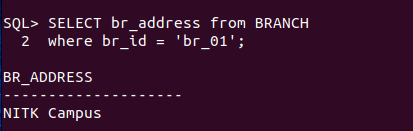 SQL> SELECT br_address from BRANCH
  2  where br_id = 'br_01';
BR_ADDRESS
--------------------
NITK Campus